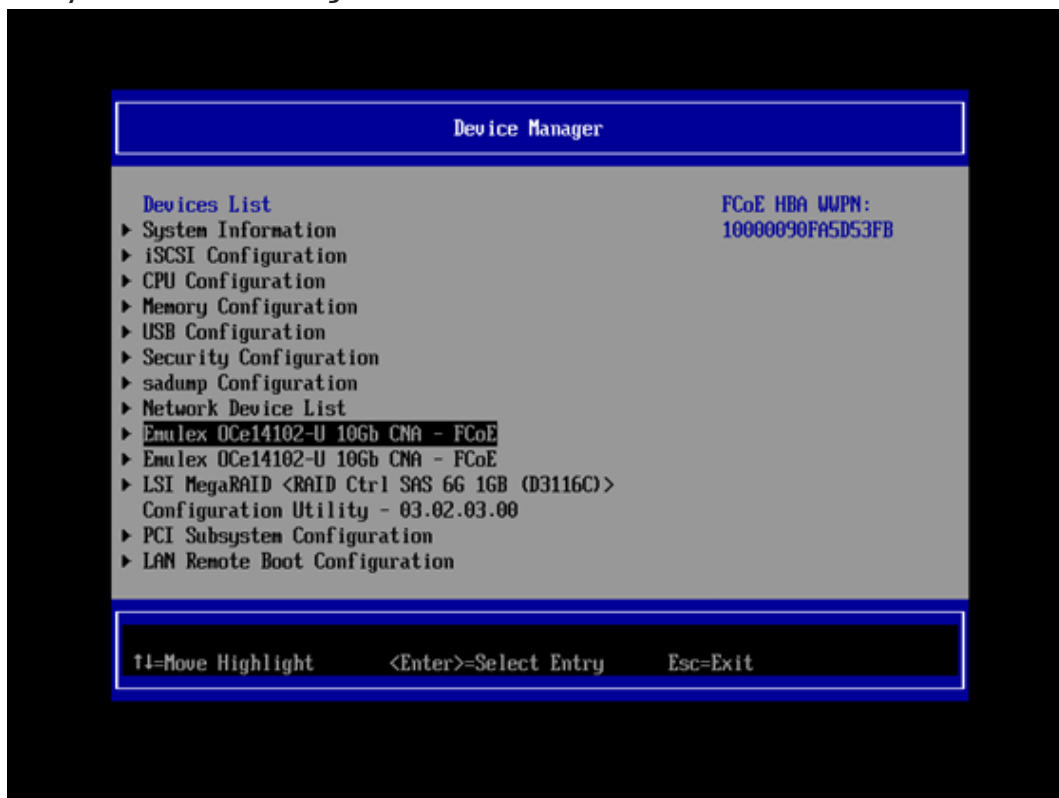 Device Manager
Devices List
▶ System Information
▶ iSCSI Configuration
▶ CPU Configuration
▶ Memory Configuration
▶ USB Configuration
▶ Security Configuration
▶ sadump Configuration
▶ Network Device List
▶ Emulex OCe14102-U 10Gb CNA - FCoE
▶ Emulex OCe14102-U 10Gb CNA - FCoE
▶ LSI MegaRAID <RAID Ctrl SAS 6G 1GB (D3116C)>
Configuration Utility - 03.02.03.00
▶ PCI Subsystem Configuration
▶ LAN Remote Boot Configuration
FCoE HBA WWPN:
10000090FA5D53FB
↑↓=Move Highlight <Enter>=Select Entry Esc=Exit